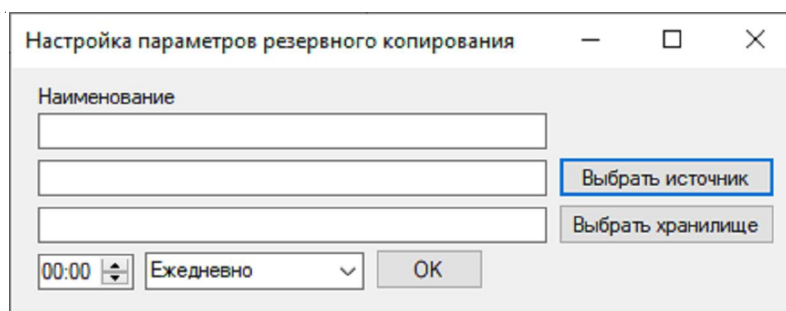 Настройка параметров резервного копирования
Наименование
Выбрать источник
Выбрать хранилище
00:00 Ежедневно OK